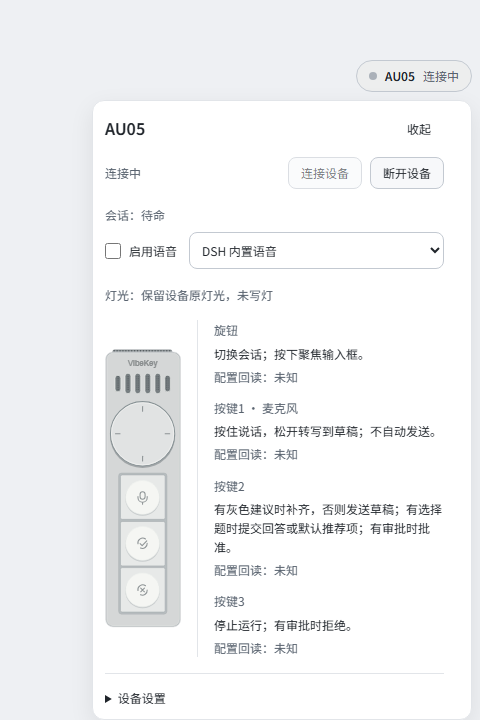 AU05 连接中
AU05
收起
连接中
连接设备
断开设备
会话：待命
启用语音
DSH 内置语音
灯光：保留设备原灯光，未写灯
VibeKey
旋钮
切换会话；按下聚焦输入框。
配置回读：未知
按键1 · 麦克风
按住说话，松开转写到草稿；不自动发送。
配置回读：未知
按键2
有灰色建议时补齐，否则发送草稿；有选择
题时提交回答或默认推荐项；有审批时批
准。
配置回读：未知
按键3
停止运行；有审批时拒绝。
配置回读：未知
设备设置